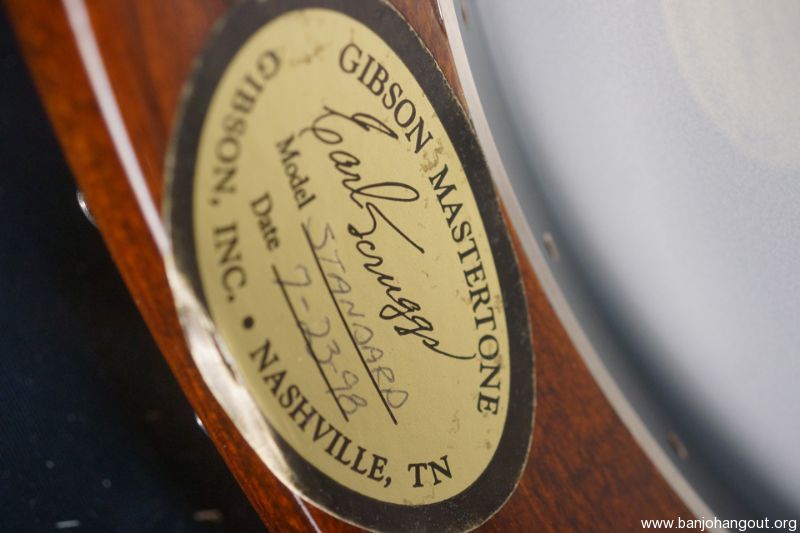 GIBSON MASTERTONE
Earl Scruggs
Model STANDARD
Date 7-23-98
GIBSON, INC. • NASHVILLE, TN
www.banjohangout.org